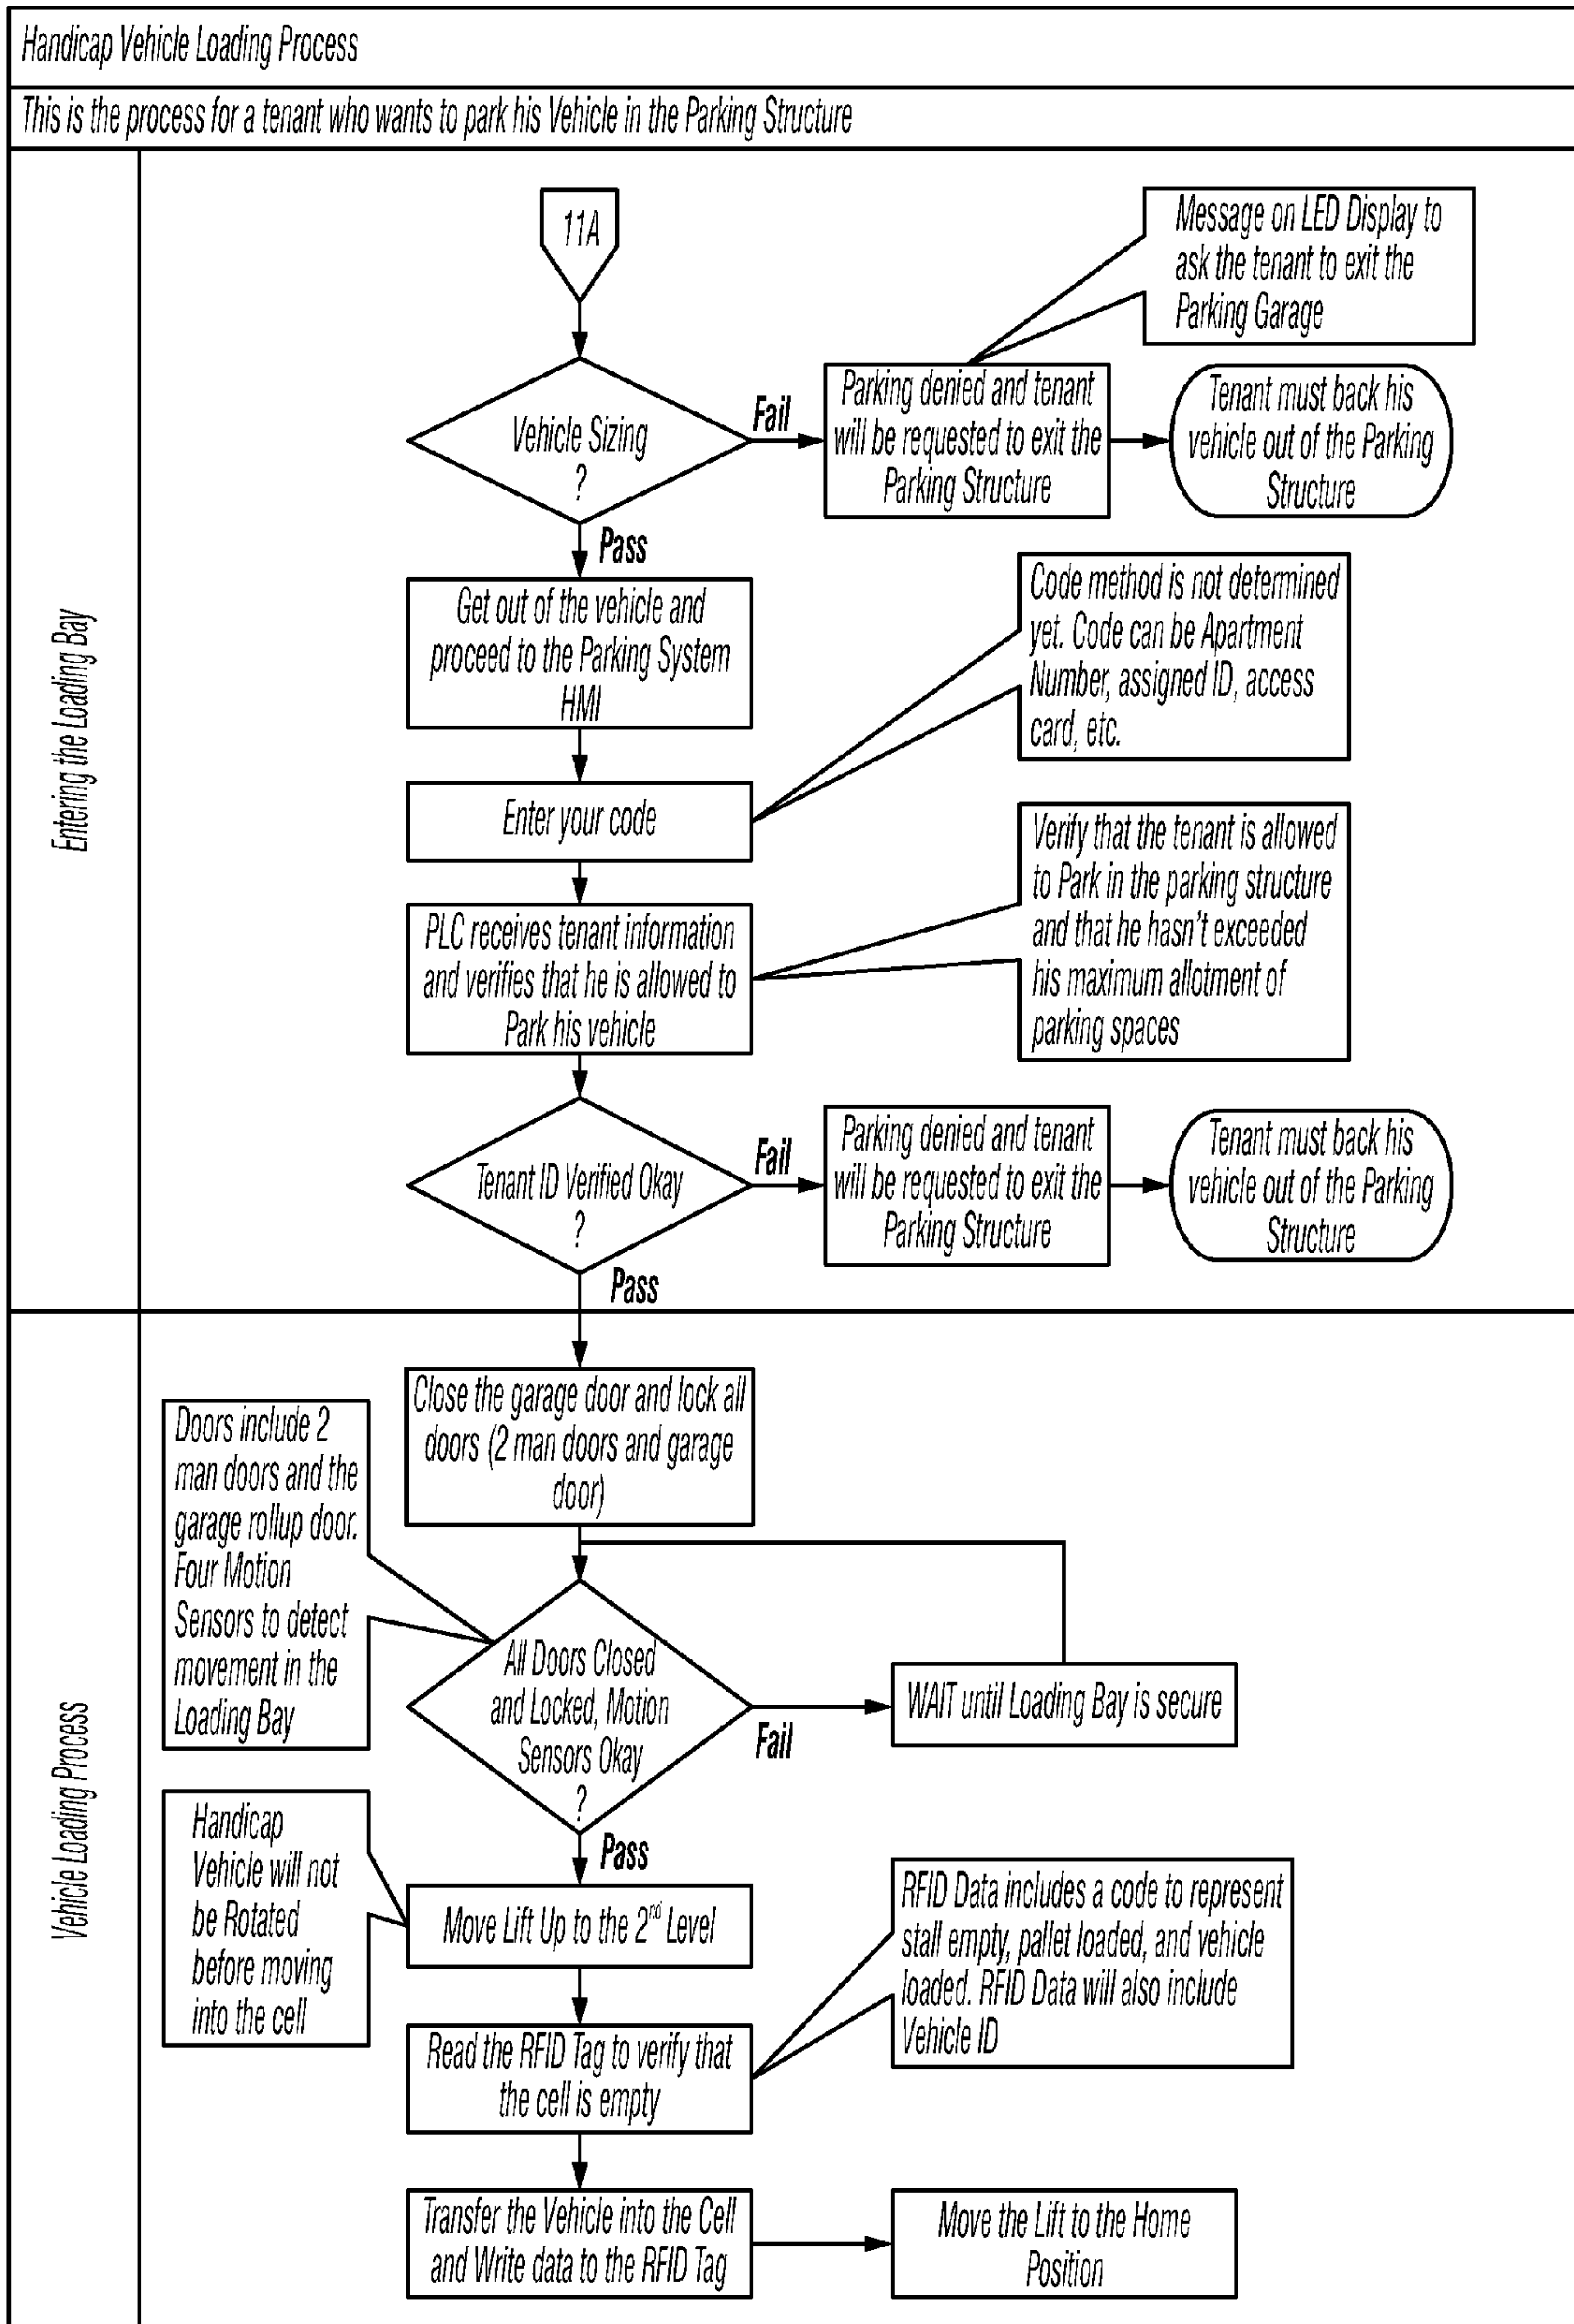 Handicap Vehicle Loading Process
This is the process for a tenant who wants to park his Vehicle in the Parking Structure
Entering the Loading Bay
11A
Message on LED Display to
ask the tenant to exit the
Parking Garage
Vehicle Sizing
?
Fail
Parking denied and tenant
will be requested to exit the
Parking Structure
Tenant must back his
vehicle out of the Parking
Structure
Pass
Get out of the vehicle and
proceed to the Parking System
HMI
Code method is not determined
yet. Code can be Apartment
Number, assigned ID, access
card, etc.
Enter your code
Verify that the tenant is allowed
to Park in the parking structure
and that he hasn't exceeded
his maximum allotment of
parking spaces
PLC receives tenant information
and verifies that he is allowed to
Park his vehicle
Tenant ID Verified Okay
?
Fail
Parking denied and tenant
will be requested to exit the
Parking Structure
Tenant must back his
vehicle out of the Parking
Structure
Pass
Vehicle Loading Process
Close the garage door and lock all
doors (2 man doors and garage
door)
Doors include 2
man doors and the
garage rollup door.
Four Motion
Sensors to detect
movement in the
Loading Bay
All Doors Closed
and Locked, Motion
Sensors Okay
?
Fail
WAIT until Loading Bay is secure
Pass
Handicap
Vehicle will not
be Rotated
before moving
into the cell
Move Lift Up to the 2nd Level
RFID Data includes a code to represent
stall empty, pallet loaded, and vehicle
loaded. RFID Data will also include
Vehicle ID
Read the RFID Tag to verify that
the cell is empty
Transfer the Vehicle into the Cell
and Write data to the RFID Tag
Move the Lift to the Home
Position